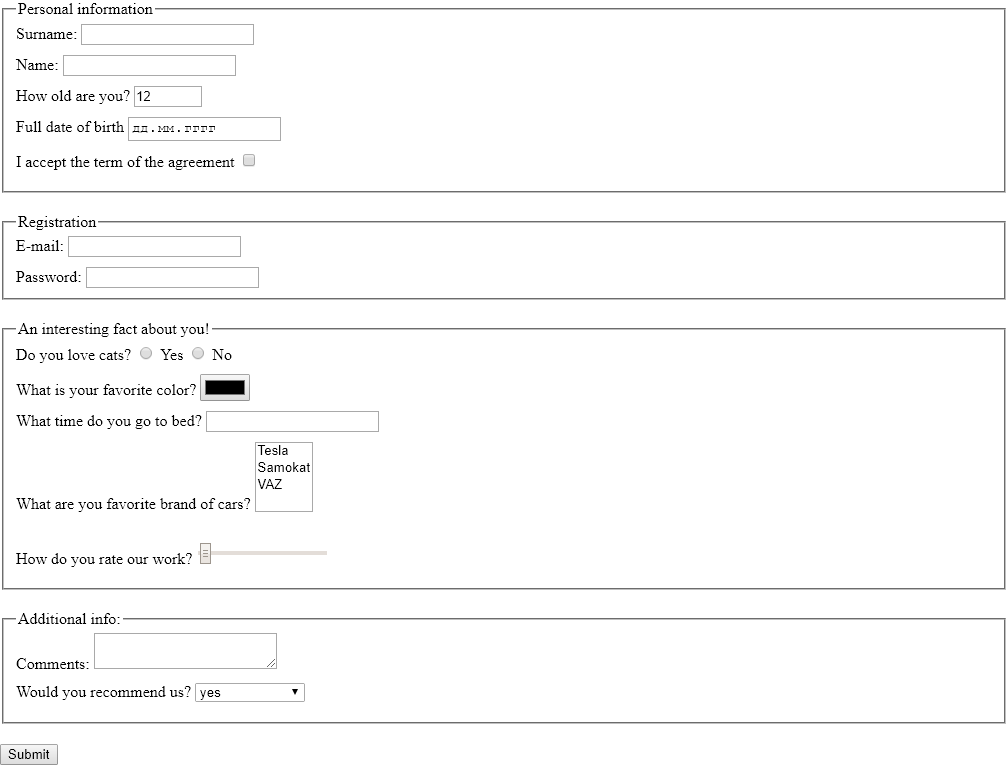 Personal information
Surname:
Name:
How old are you? 12
Full date of birth дд.мм.гггг
I accept the term of the agreement
Registration
E-mail:
Password:
An interesting fact about you!
Do you love cats? Yes No
What is your favorite color?
What time do you go to bed?
Tesla
Samokat
VAZ
What are you favorite brand of cars?
How do you rate our work?
Additional info:
Comments:
Would you recommend us? yes
Submit